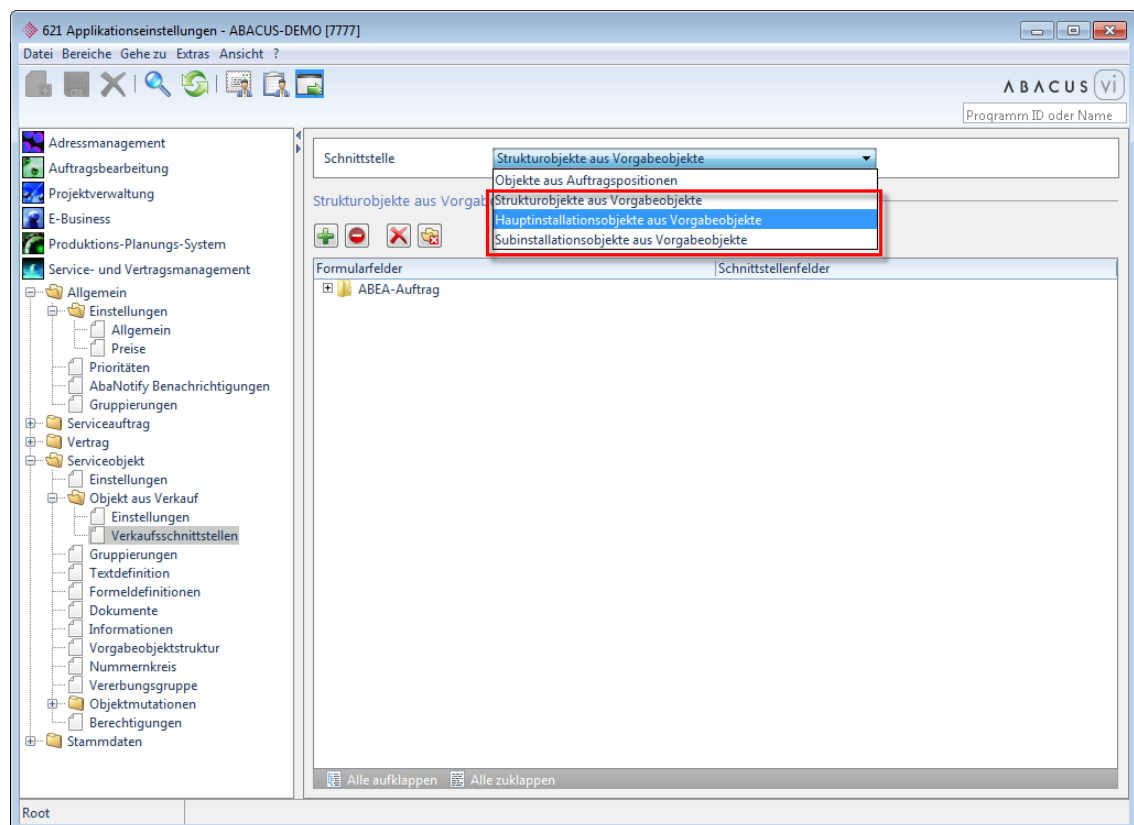 621 Applikationseinstellungen - ABACUS-DEMO [7777]
Datei Bereiche Gehe zu Extras Ansicht ?
ABACUS vi
Programm ID oder Name
Adressmanagement
Auftragsbearbeitung
Projektverwaltung
E-Business
Produktions-Planungs-System
Service- und Vertragsmanagement
Allgemein
Einstellungen
Allgemein
Preise
Prioritäten
AbaNotify Benachrichtigungen
Gruppierungen
Serviceauftrag
Vertrag
Serviceobjekt
Einstellungen
Objekt aus Verkauf
Einstellungen
Verkaufsschnittstellen
Gruppierungen
Textdefinition
Formeldefinitionen
Dokumente
Informationen
Vorgabeobjektstruktur
Nummernkreis
Vererbungsgruppe
Objektmutationen
Berechtigungen
Stammdaten
Schnittstelle Strukturobjekte aus Vorgabeobjekte
Objekte aus Auftragspositionen
Strukturobjekte aus Vorgabeobjekte
Hauptinstallationsobjekte aus Vorgabeobjekte
Subinstallationsobjekte aus Vorgabeobjekte
Strukturobjekte aus Vorgab
Formularfelder Schnittstellenfelder
ABEA-Auftrag
Alle aufklappen Alle zuklappen
Root